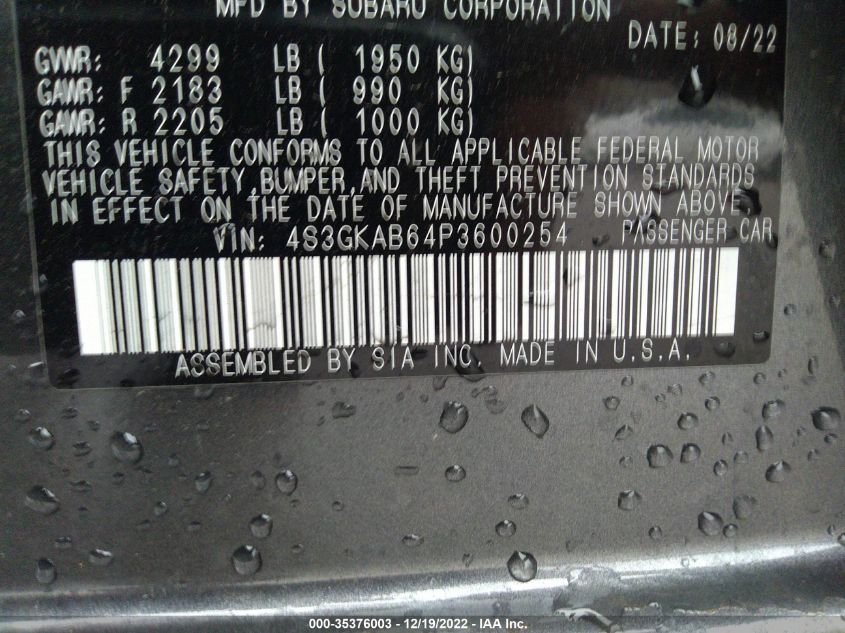 MFD BY SUBARU CORPORATION
DATE: 08/22
GVWR: 4299 LB ( 1950 KG)
GAWR: F 2183 LB ( 990 KG)
GAWR: R 2205 LB ( 1000 KG)
THIS VEHICLE CONFORMS TO ALL APPLICABLE FEDERAL MOTOR
VEHICLE SAFETY,BUMPER,AND THEFT PREVENTION STANDARDS
IN EFFECT ON THE DATE OF MANUFACTURE SHOWN ABOVE.
VIN: 4S3GKAB64P3600254 PASSENGER CAR
ASSEMBLED BY SIA INC. MADE IN U.S.A.
000-35376003 - 12/19/2022 - IAA Inc.